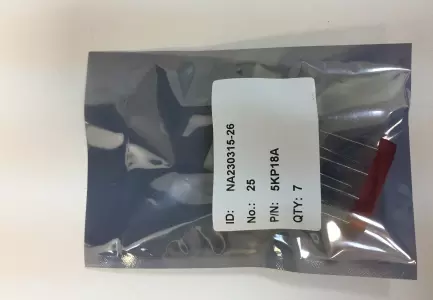 ID: NA230315-26
No.: 25
P/N: 5KP18A
QTY: 7